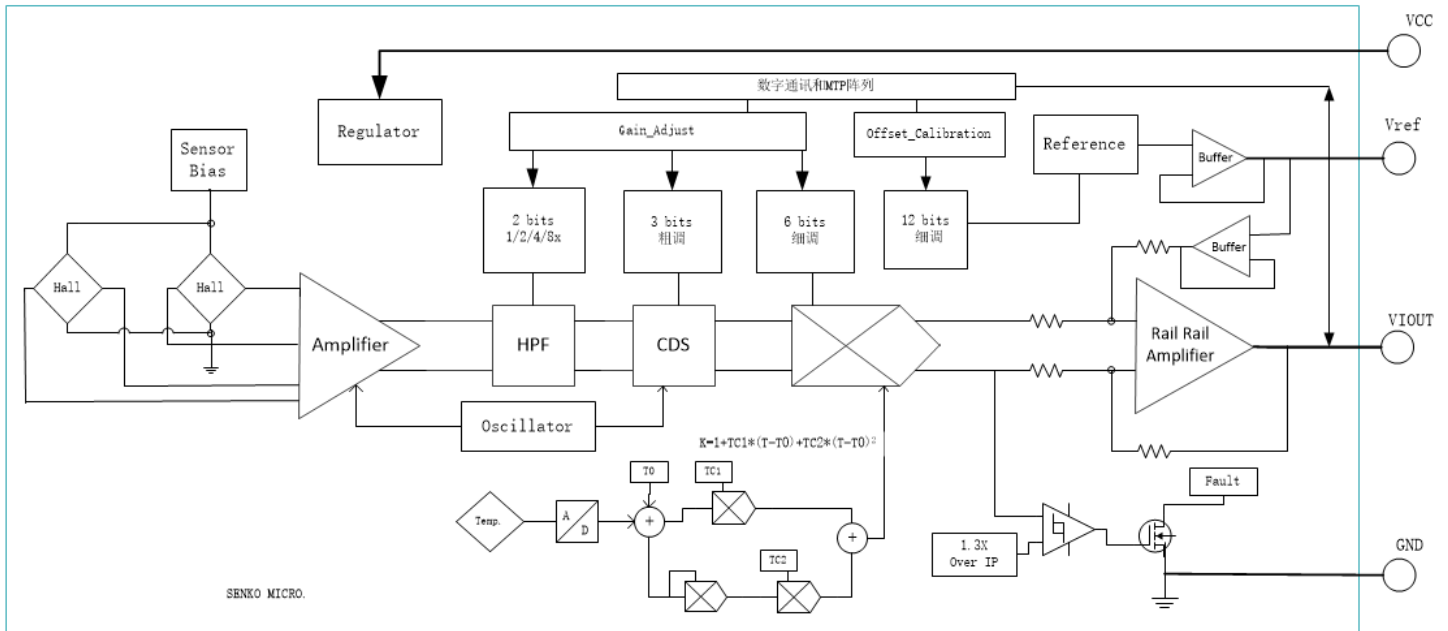 VCC
数字通讯和MTP阵列
Regulator
Gain_Adjust
Offset_Calibration
Reference
Buffer
Vref
Sensor
Bias
2 bits
1/2/4/8x
3 bits
粗调
6 bits
细调
12 bits
细调
Buffer
Hall
Hall
Amplifier
HPF
CDS
Rail Rail
Amplifier
VIOUT
Oscillator
K=1+TC1*(T-T0)+TC2*(T-T0)²
T0
TC1
Fault
Temp.
A
D
+
+
1.3X
Over IP
GND
TC2
SENKO MICRO.